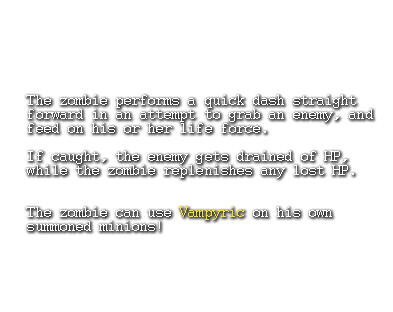 The zombie performs a quick dash straight
forward in an attempt to grab an enemy, and
feed on his or her life force.
If caught, the enemy gets drained of HP,
while the zombie replenishes any lost HP.
The zombie can use Vampyric on his own
summoned minions!